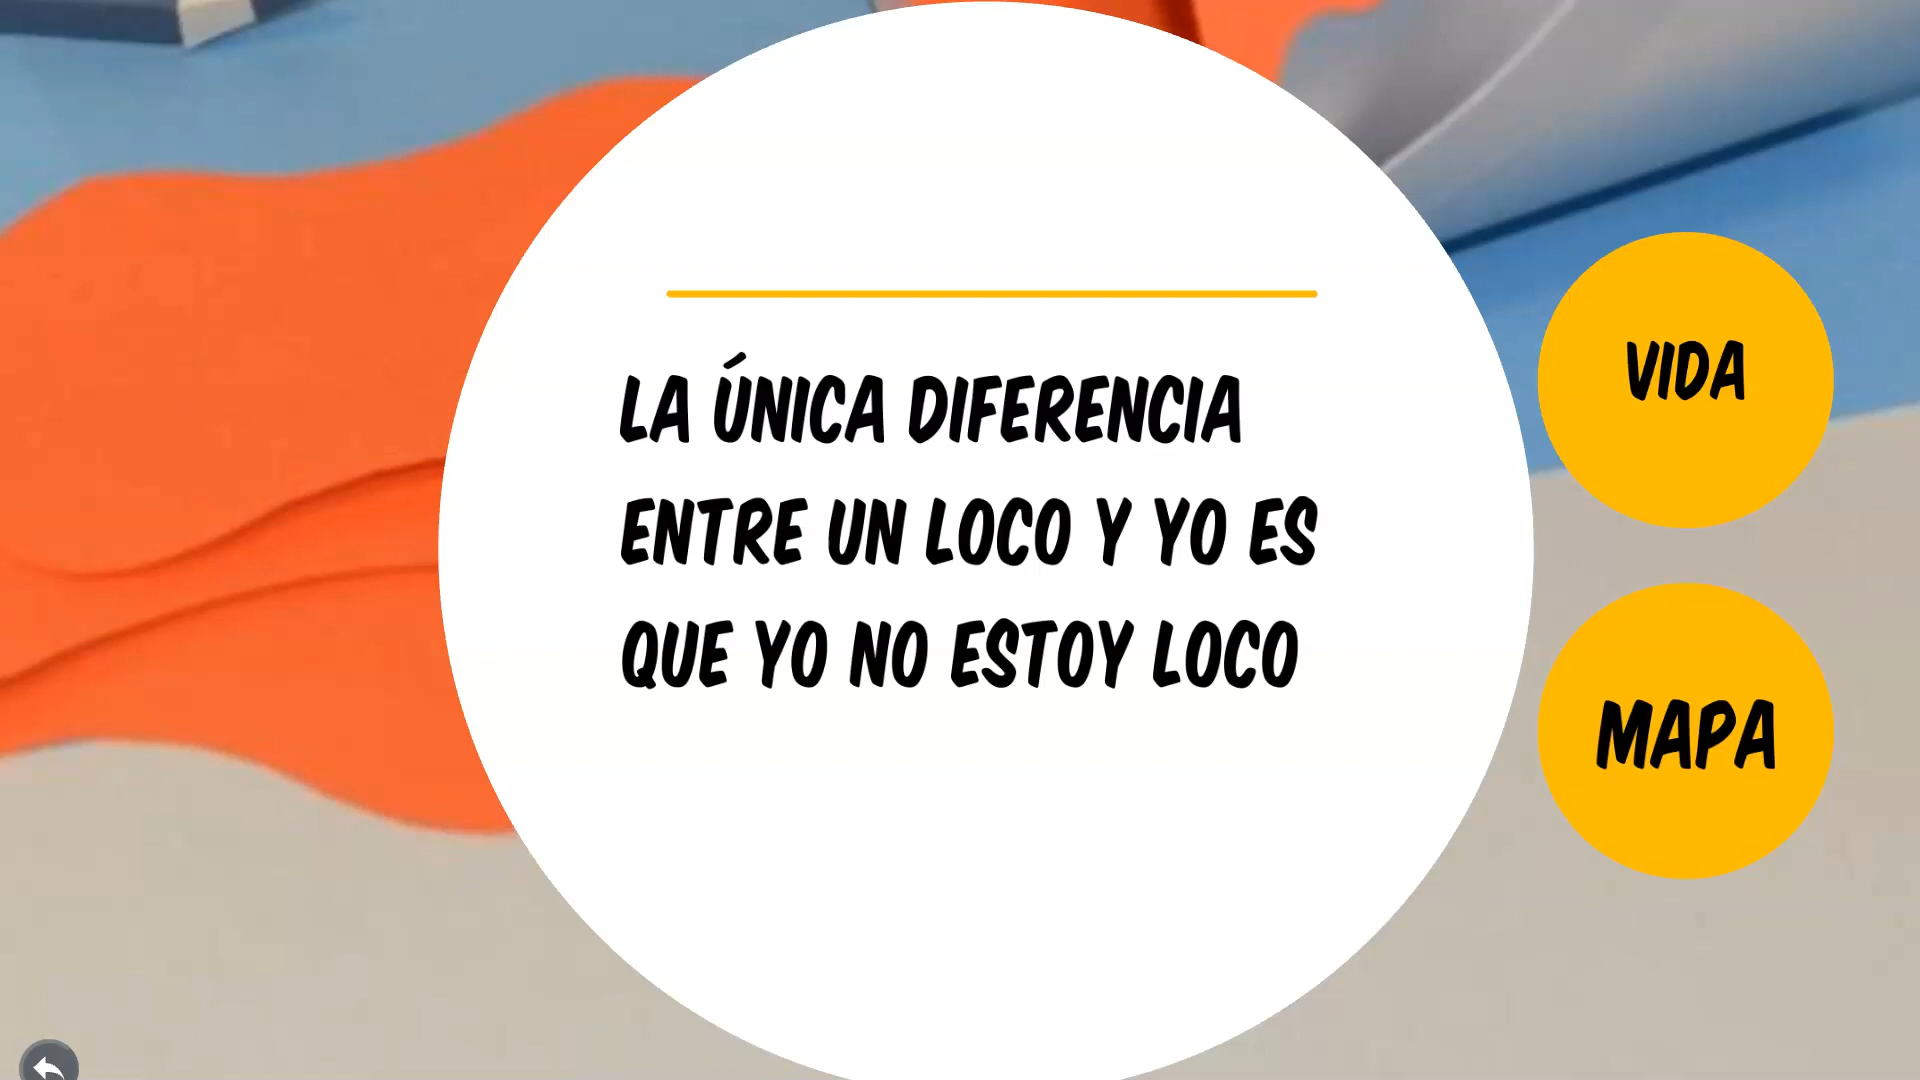 LA ÚNICA DIFERENCIA
ENTRE UN LOCO Y YO ES
QUE YO NO ESTOY LOCO
VIDA
MAPA